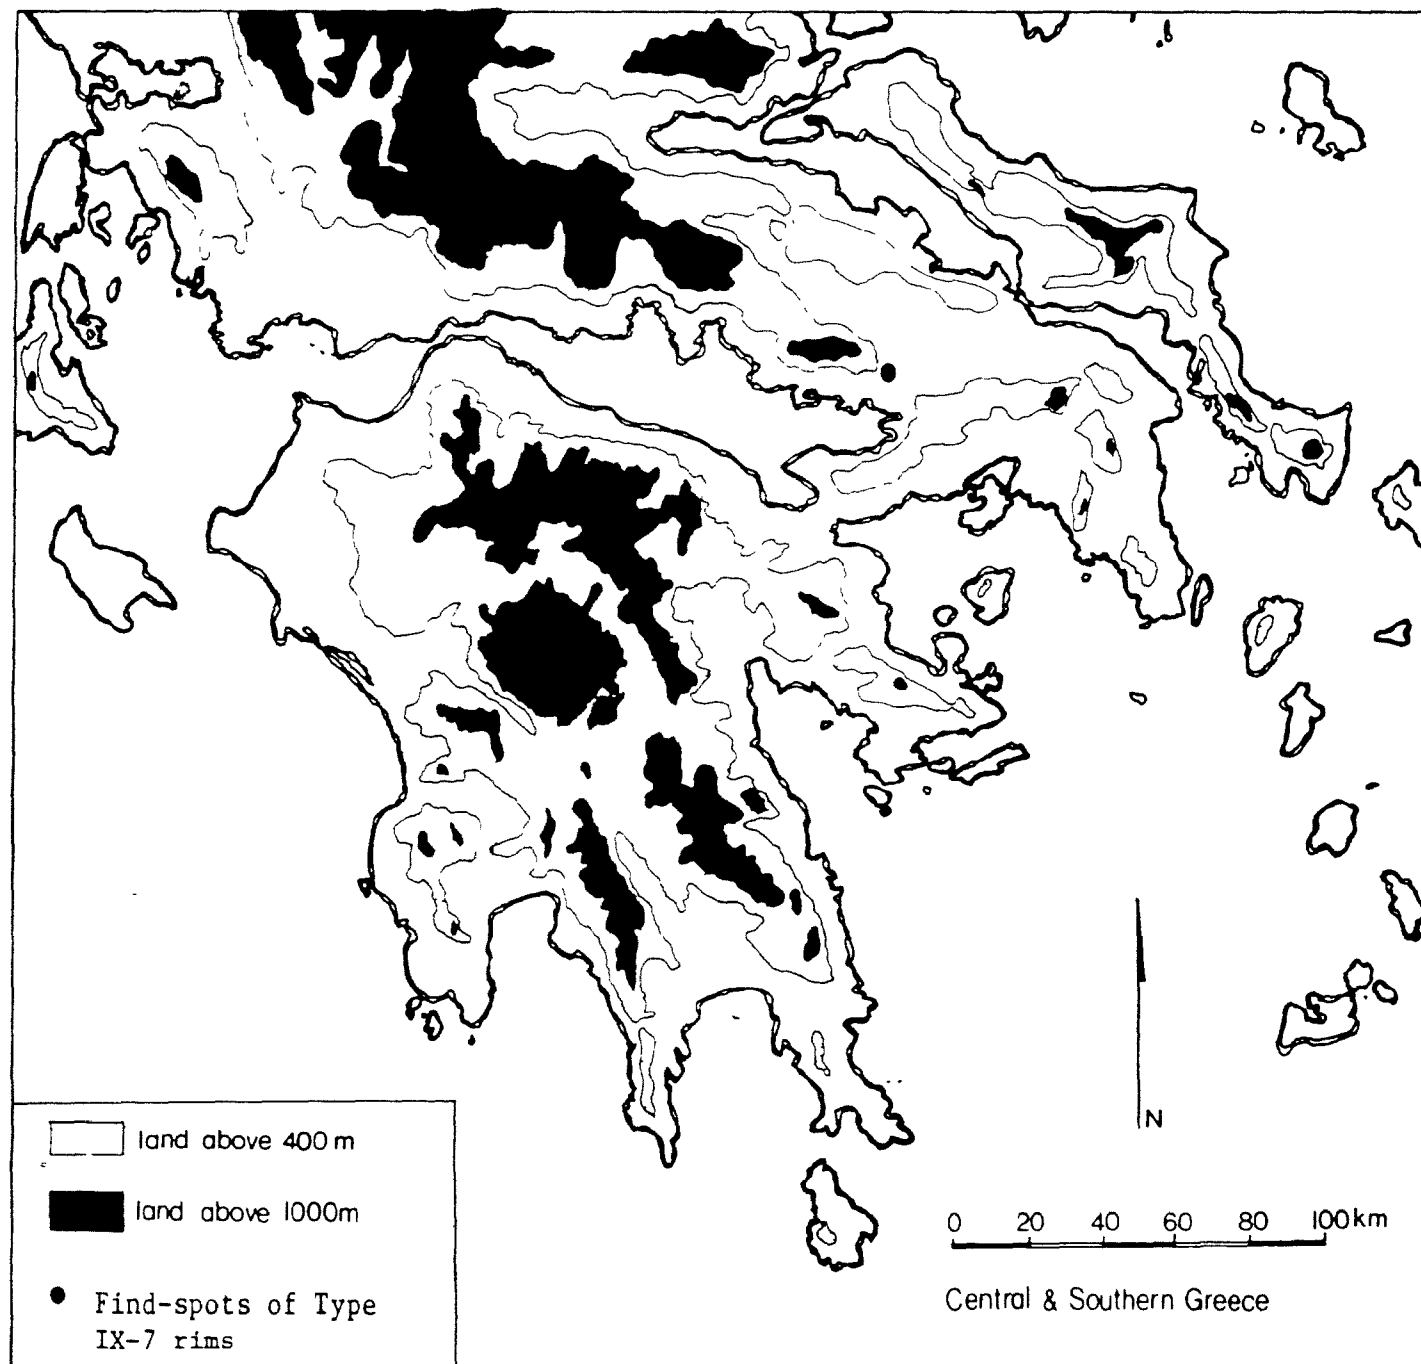 land above 400 m
land above 1000m
Find-spots of Type
IX-7 rims
N
0 20 40 60 80 100km
Central & Southern Greece